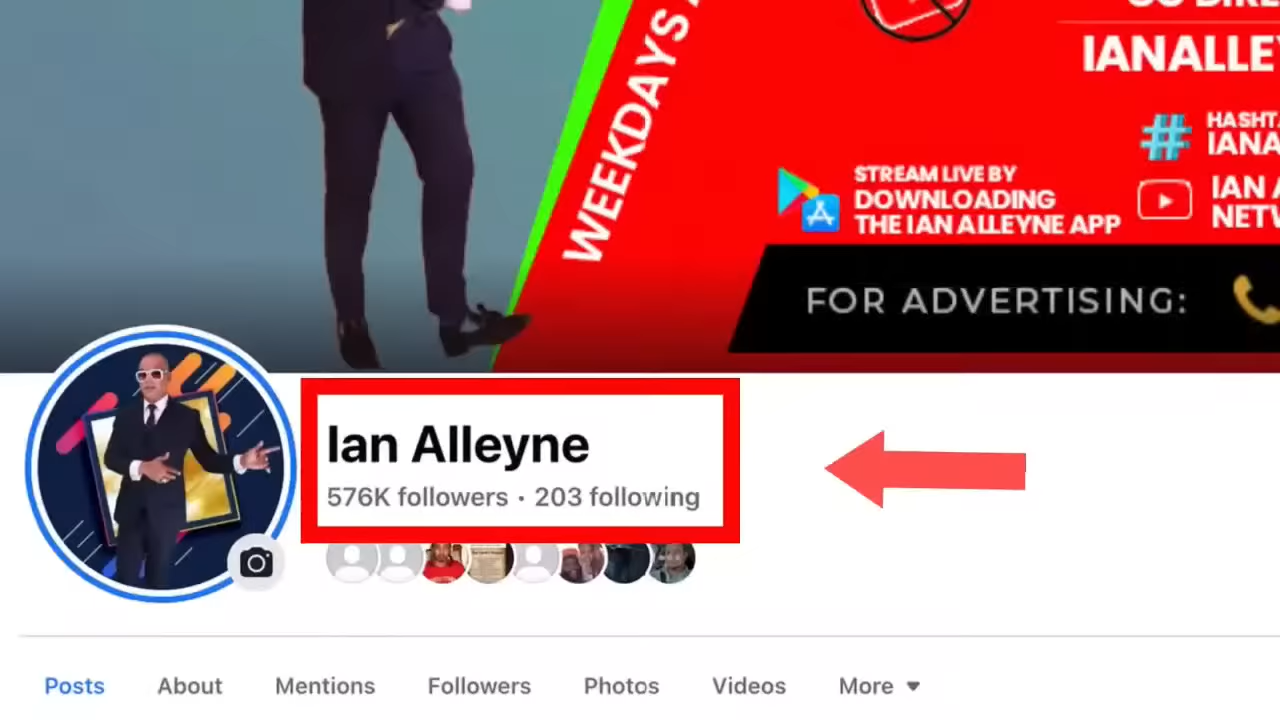 WEEKDAYS
IANALLE
HASHT
IANA
STREAM LIVE BY
DOWNLOADING
THE IAN ALLEYNE APP
IAN A
NETW
FOR ADVERTISING:
Ian Alleyne
576K followers · 203 following
Posts About Mentions Followers Photos Videos More